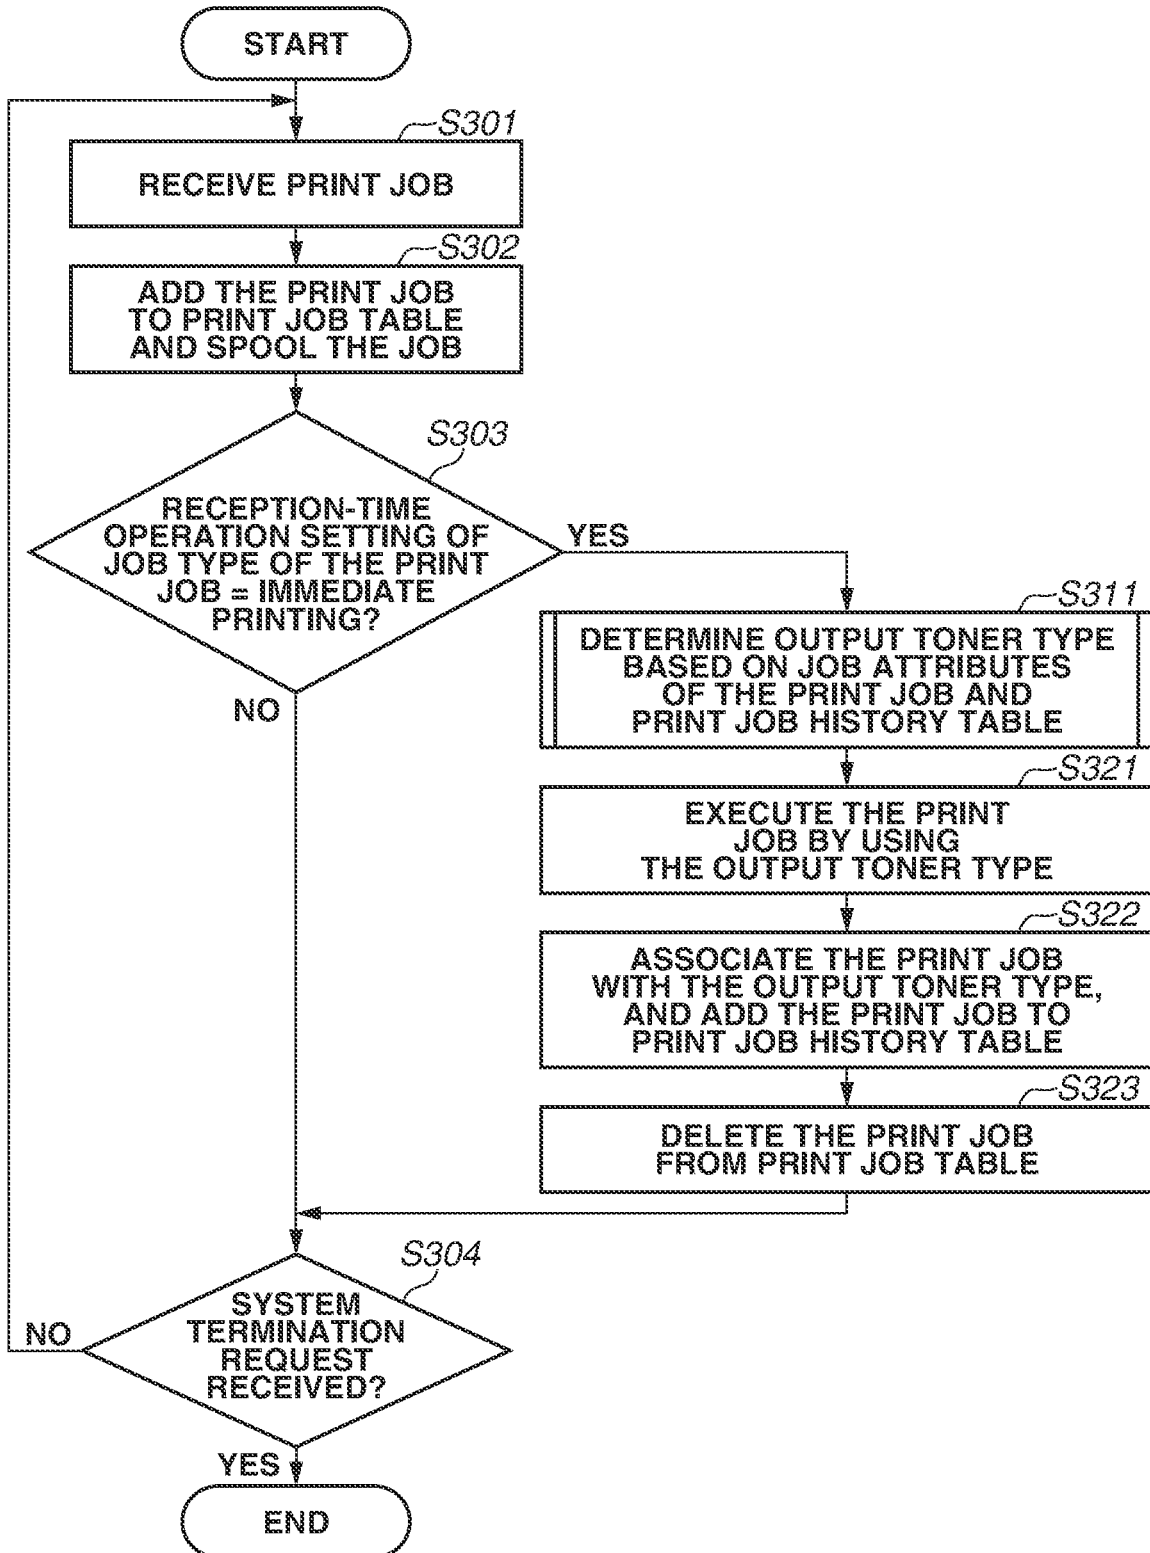 START
S301
RECEIVE PRINT JOB
S302
ADD THE PRINT JOB
TO PRINT JOB TABLE
AND SPOOL THE JOB
S303
RECEPTION-TIME
OPERATION SETTING OF
JOB TYPE OF THE PRINT
JOB = IMMEDIATE
PRINTING?
YES
NO
S311
DETERMINE OUTPUT TONER TYPE
BASED ON JOB ATTRIBUTES
OF THE PRINT JOB AND
PRINT JOB HISTORY TABLE
S321
EXECUTE THE PRINT
JOB BY USING
THE OUTPUT TONER TYPE
S322
ASSOCIATE THE PRINT JOB
WITH THE OUTPUT TONER TYPE,
AND ADD THE PRINT JOB TO
PRINT JOB HISTORY TABLE
S323
DELETE THE PRINT JOB
FROM PRINT JOB TABLE
S304
SYSTEM
TERMINATION
REQUEST
RECEIVED?
NO
YES
END